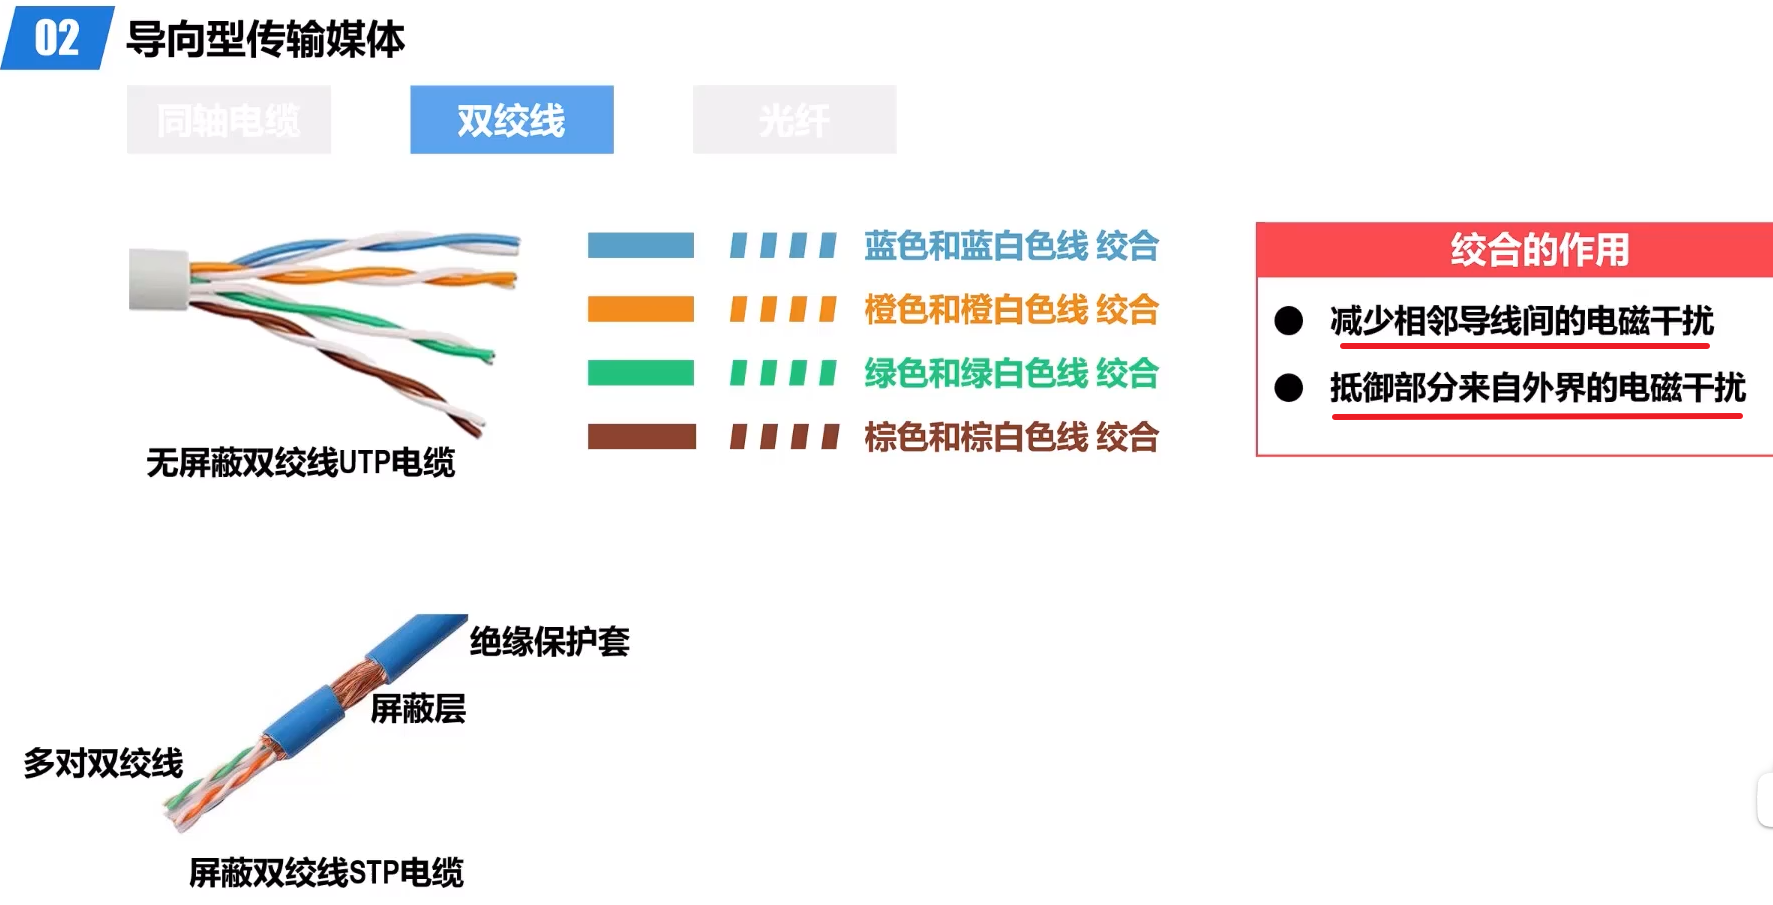 02 导向型传输媒体
同轴电缆 双绞线 光纤
蓝色和蓝白色线 绞合
橙色和橙白色线 绞合
绿色和绿白色线 绞合
棕色和棕白色线 绞合
无屏蔽双绞线UTP电缆
绞合的作用
减少相邻导线间的电磁干扰
抵御部分来自外界的电磁干扰
绝缘保护套
屏蔽层
多对双绞线
屏蔽双绞线STP电缆